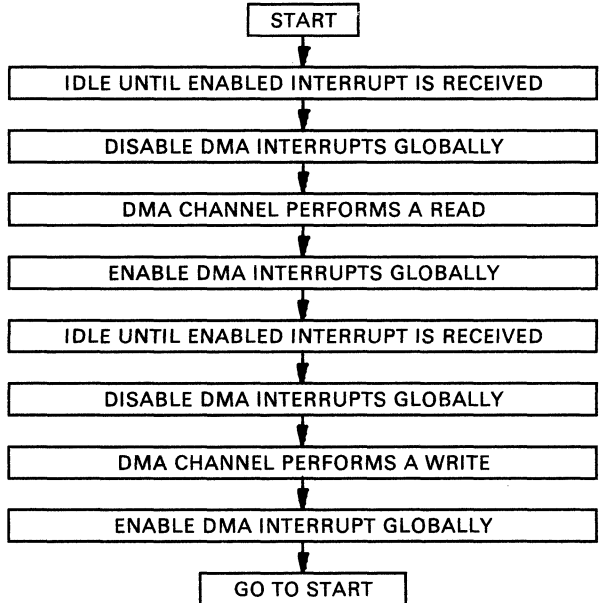 START
IDLE UNTIL ENABLED INTERRUPT IS RECEIVED
DISABLE DMA INTERRUPTS GLOBALLY
DMA CHANNEL PERFORMS A READ
ENABLE DMA INTERRUPTS GLOBALLY
IDLE UNTIL ENABLED INTERRUPT IS RECEIVED
DISABLE DMA INTERRUPTS GLOBALLY
DMA CHANNEL PERFORMS A WRITE
ENABLE DMA INTERRUPT GLOBALLY
GO TO START